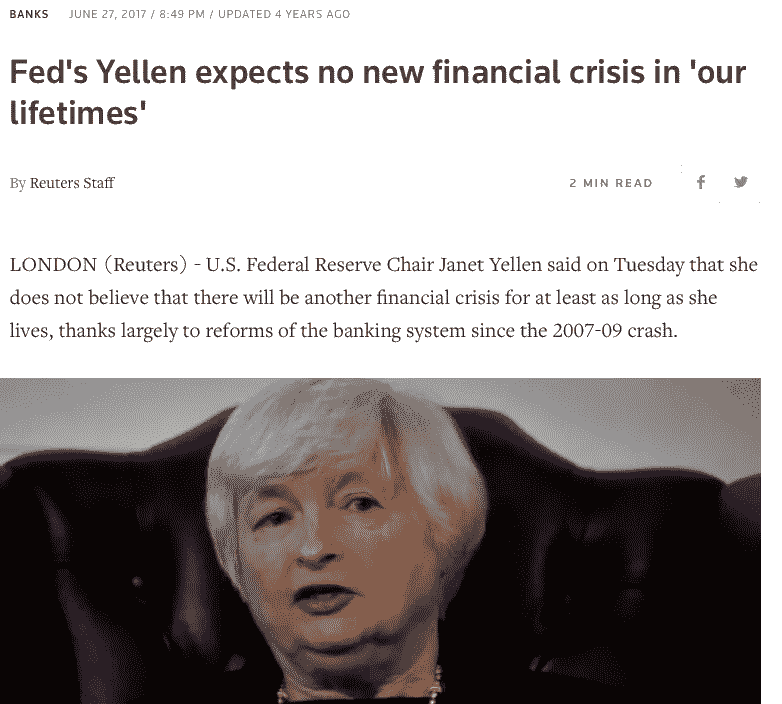 BANKS JUNE 27, 2017 / 8:49 PM / UPDATED 4 YEARS AGO
Fed's Yellen expects no new financial crisis in 'our
lifetimes'
By Reuters Staff 2 MIN READ
LONDON (Reuters) - U.S. Federal Reserve Chair Janet Yellen said on Tuesday that she
does not believe that there will be another financial crisis for at least as long as she
lives, thanks largely to reforms of the banking system since the 2007-09 crash.